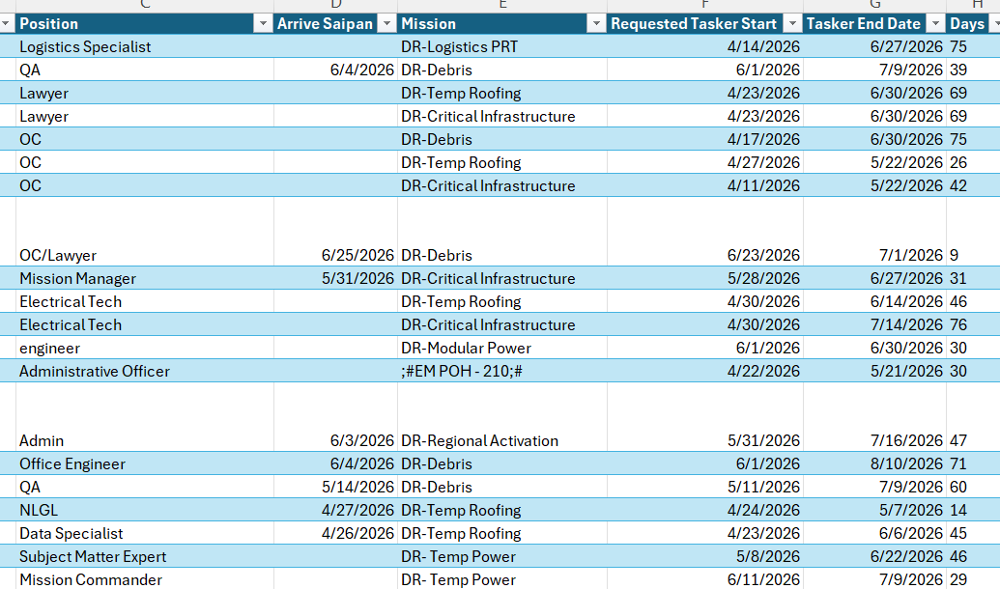 C D E F G H
Position Arrive Saipan Mission Requested Tasker Start Tasker End Date Days
Logistics Specialist DR-Logistics PRT 4/14/2026 6/27/2026 75
QA 6/4/2026 DR-Debris 6/1/2026 7/9/2026 39
Lawyer DR-Temp Roofing 4/23/2026 6/30/2026 69
Lawyer DR-Critical Infrastructure 4/23/2026 6/30/2026 69
OC DR-Debris 4/17/2026 6/30/2026 75
OC DR-Temp Roofing 4/27/2026 5/22/2026 26
OC DR-Critical Infrastructure 4/11/2026 5/22/2026 42
OC/Lawyer 6/25/2026 DR-Debris 6/23/2026 7/1/2026 9
Mission Manager 5/31/2026 DR-Critical Infrastructure 5/28/2026 6/27/2026 31
Electrical Tech DR-Temp Roofing 4/30/2026 6/14/2026 46
Electrical Tech DR-Critical Infrastructure 4/30/2026 7/14/2026 76
engineer DR-Modular Power 6/1/2026 6/30/2026 30
Administrative Officer ;#EM POH - 210;# 4/22/2026 5/21/2026 30
Admin 6/3/2026 DR-Regional Activation 5/31/2026 7/16/2026 47
Office Engineer 6/4/2026 DR-Debris 6/1/2026 8/10/2026 71
QA 5/14/2026 DR-Debris 5/11/2026 7/9/2026 60
NLGL 4/27/2026 DR-Temp Roofing 4/24/2026 5/7/2026 14
Data Specialist 4/26/2026 DR-Temp Roofing 4/23/2026 6/6/2026 45
Subject Matter Expert DR- Temp Power 5/8/2026 6/22/2026 46
Mission Commander DR- Temp Power 6/11/2026 7/9/2026 29